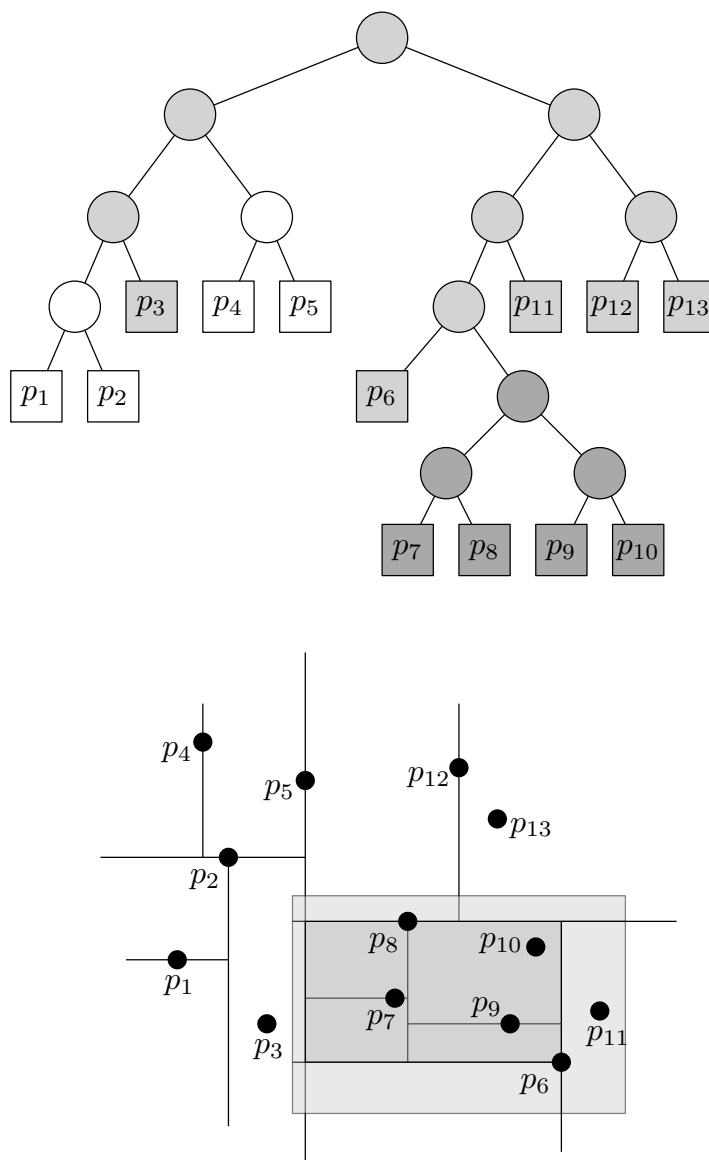 p₃ p₄ p₅ p₁₁ p₁₂ p₁₃
p₁ p₂ p₆
p₇ p₈ p₉ p₁₀
p₄
p₅
p₁₂
p₁₃
p₂
p₈
p₁₀
p₁
p₇
p₉
p₃
p₁₁
p₆